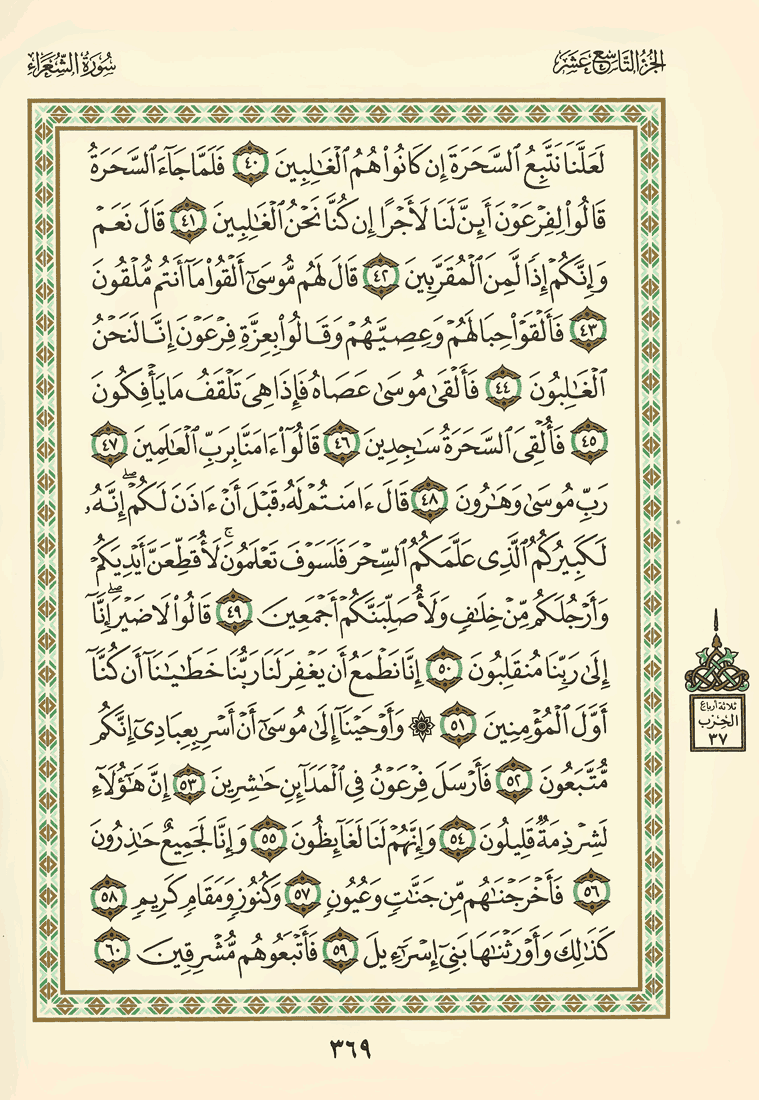 الجزء التاسع عشر
سورة الشعراء
لَعَلَّنَا نَتَّبِعُ ٱلسَّحَرَةَ إِن كَانُوا۟ هُمُ ٱلْغَٰلِبِينَ ٤٠ فَلَمَّا جَآءَ ٱلسَّحَرَةُ
قَالُوا۟ لِفِرْعَوْنَ أَئِنَّ لَنَا لَأَجْرًا إِن كُنَّا نَحْنُ ٱلْغَٰلِبِينَ ٤١ قَالَ نَعَمْ
وَإِنَّكُمْ إِذًا لَّمِنَ ٱلْمُقَرَّبِينَ ٤٢ قَالَ لَهُم مُّوسَىٰٓ أَلْقُوا۟ مَآ أَنتُم مُّلْقُونَ
٤٣ فَأَلْقَوْا۟ حِبَالَهُمْ وَعِصِيَّهُمْ وَقَالُوا۟ بِعِزَّةِ فِرْعَوْنَ إِنَّا لَنَحْنُ
ٱلْغَٰلِبُونَ ٤٤ فَأَلْقَىٰ مُوسَىٰ عَصَاهُ فَإِذَا هِىَ تَلْقَفُ مَا يَأْفِكُونَ
٤٥ فَأُلْقِىَ ٱلسَّحَرَةُ سَٰجِدِينَ ٤٦ قَالُوٓا۟ ءَامَنَّا بِرَبِّ ٱلْعَٰلَمِينَ ٤٧
رَبِّ مُوسَىٰ وَهَٰرُونَ ٤٨ قَالَ ءَامَنتُمْ لَهُۥ قَبْلَ أَنْ ءَاذَنَ لَكُمْ ۖ إِنَّهُۥ
لَكَبِيرُكُمُ ٱلَّذِى عَلَّمَكُمُ ٱلسِّحْرَ فَلَسَوْفَ تَعْلَمُونَ ۚ لَأُقَطِّعَنَّ أَيْدِيَكُمْ
وَأَرْجُلَكُم مِّنْ خِلَٰفٍ وَلَأُصَلِّبَنَّكُمْ أَجْمَعِينَ ٤٩ قَالُوا۟ لَا ضَيْرَ ۖ إِنَّآ
إِلَىٰ رَبِّنَا مُنقَلِبُونَ ٥٠ إِنَّا نَطْمَعُ أَن يَغْفِرَ لَنَا رَبُّنَا خَطَٰيَٰنَآ أَن كُنَّآ
أَوَّلَ ٱلْمُؤْمِنِينَ ٥١ ۞ وَأَوْحَيْنَآ إِلَىٰ مُوسَىٰٓ أَنْ أَسْرِ بِعِبَادِىٓ إِنَّكُم
مُّتَّبَعُونَ ٥٢ فَأَرْسَلَ فِرْعَوْنُ فِى ٱلْمَدَآئِنِ حَٰشِرِينَ ٥٣ إِنَّ هَٰٓؤُلَآءِ
لَشِرْذِمَةٌ قَلِيلُونَ ٥٤ وَإِنَّهُمْ لَنَا لَغَآئِظُونَ ٥٥ وَإِنَّا لَجَمِيعٌ حَٰذِرُونَ
٥٦ فَأَخْرَجْنَٰهُم مِّن جَنَّٰتٍ وَعُيُونٍ ٥٧ وَكُنُوزٍ وَمَقَامٍ كَرِيمٍ ٥٨
كَذَٰلِكَ وَأَوْرَثْنَٰهَا بَنِىٓ إِسْرَٰٓءِيلَ ٥٩ فَأَتْبَعُوهُم مُّشْرِقِينَ ٦٠
ثلاثة أرباع
الحزب
٣٧
٣٦٩